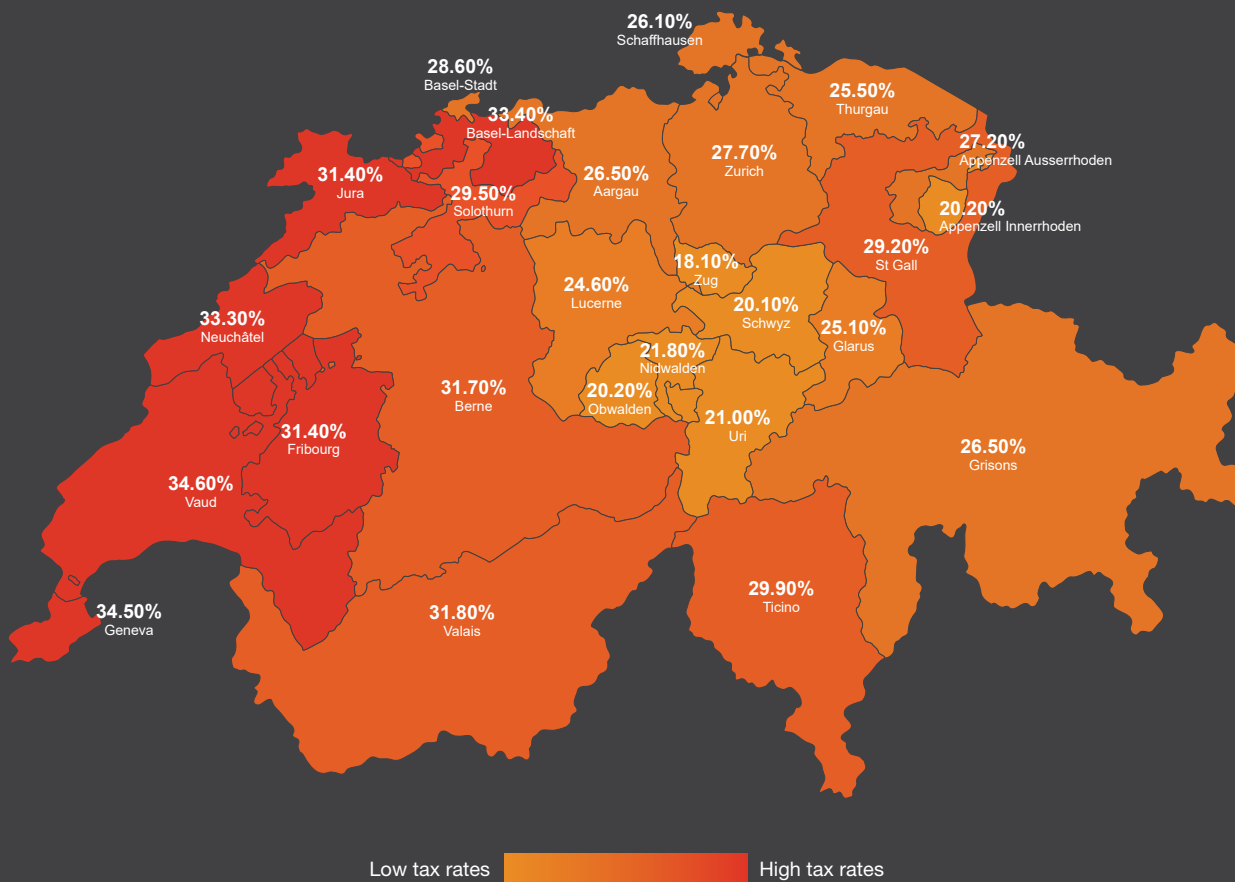 26.10%
Schaffhausen
28.60%
Basel-Stadt
33.40%
Basel-Landschaft
25.50%
Thurgau
27.20%
Appenzell Ausserrhoden
27.70%
Zurich
31.40%
Jura
26.50%
Aargau
29.50%
Solothurn
20.20%
Appenzell Innerrhoden
29.20%
St Gall
18.10%
Zug
24.60%
Lucerne
20.10%
Schwyz
33.30%
Neuchâtel
25.10%
Glarus
21.80%
Nidwalden
31.70%
Berne
20.20%
Obwalden
21.00%
Uri
31.40%
Fribourg
26.50%
Grisons
34.60%
Vaud
29.90%
Ticino
34.50%
Geneva
31.80%
Valais
Low tax rates
High tax rates